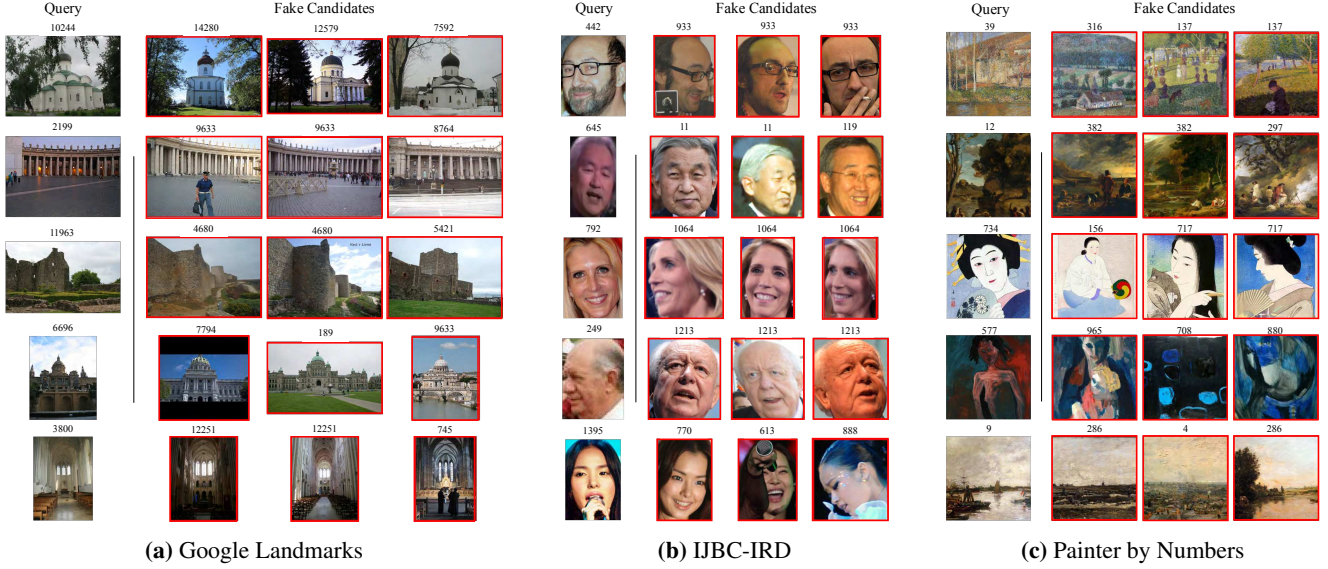 Query Fake Candidates
10244 14280 12579 7592
2199 9633 9633 8764
11963 4680 4680 5421
6696 7794 189 9633
3800 12251 12251 745
(a) Google Landmarks
Query Fake Candidates
442 933 933 933
645 11 11 119
792 1064 1064 1064
249 1213 1213 1213
1395 770 613 888
(b) IJBC-IRD
Query Fake Candidates
39 316 137 137
12 382 382 297
734 156 717 717
577 965 708 880
9 286 4 286
(c) Painter by Numbers